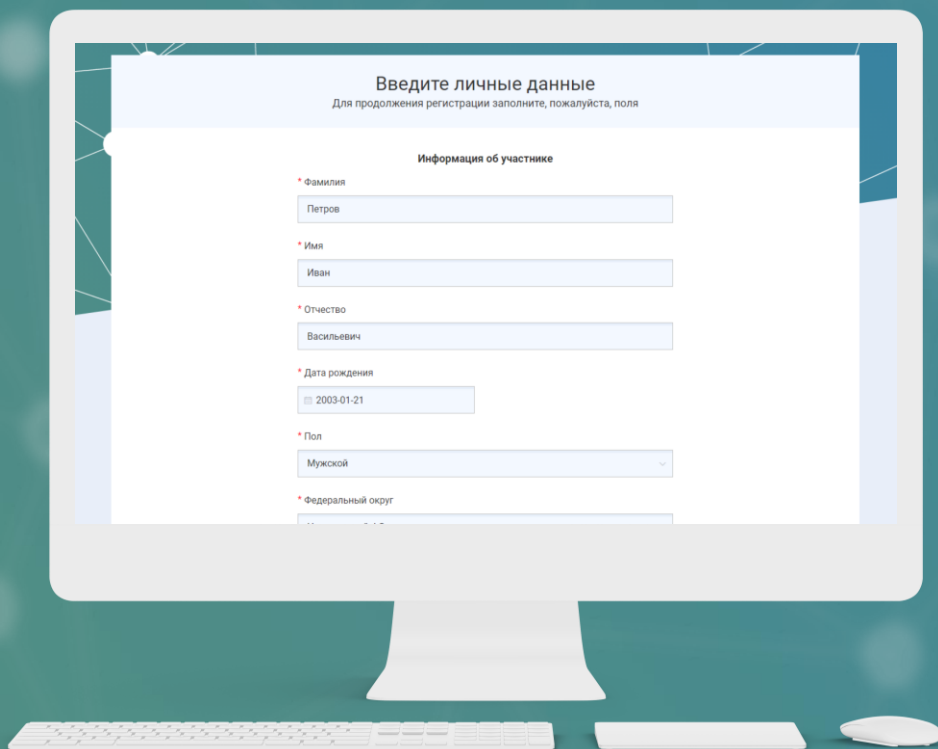 Введите личные данные
Для продолжения регистрации заполните, пожалуйста, поля
Информация об участнике
* Фамилия
Петров
* Имя
Иван
* Отчество
Васильевич
* Дата рождения
2003-01-21
* Пол
Мужской
* Федеральный округ